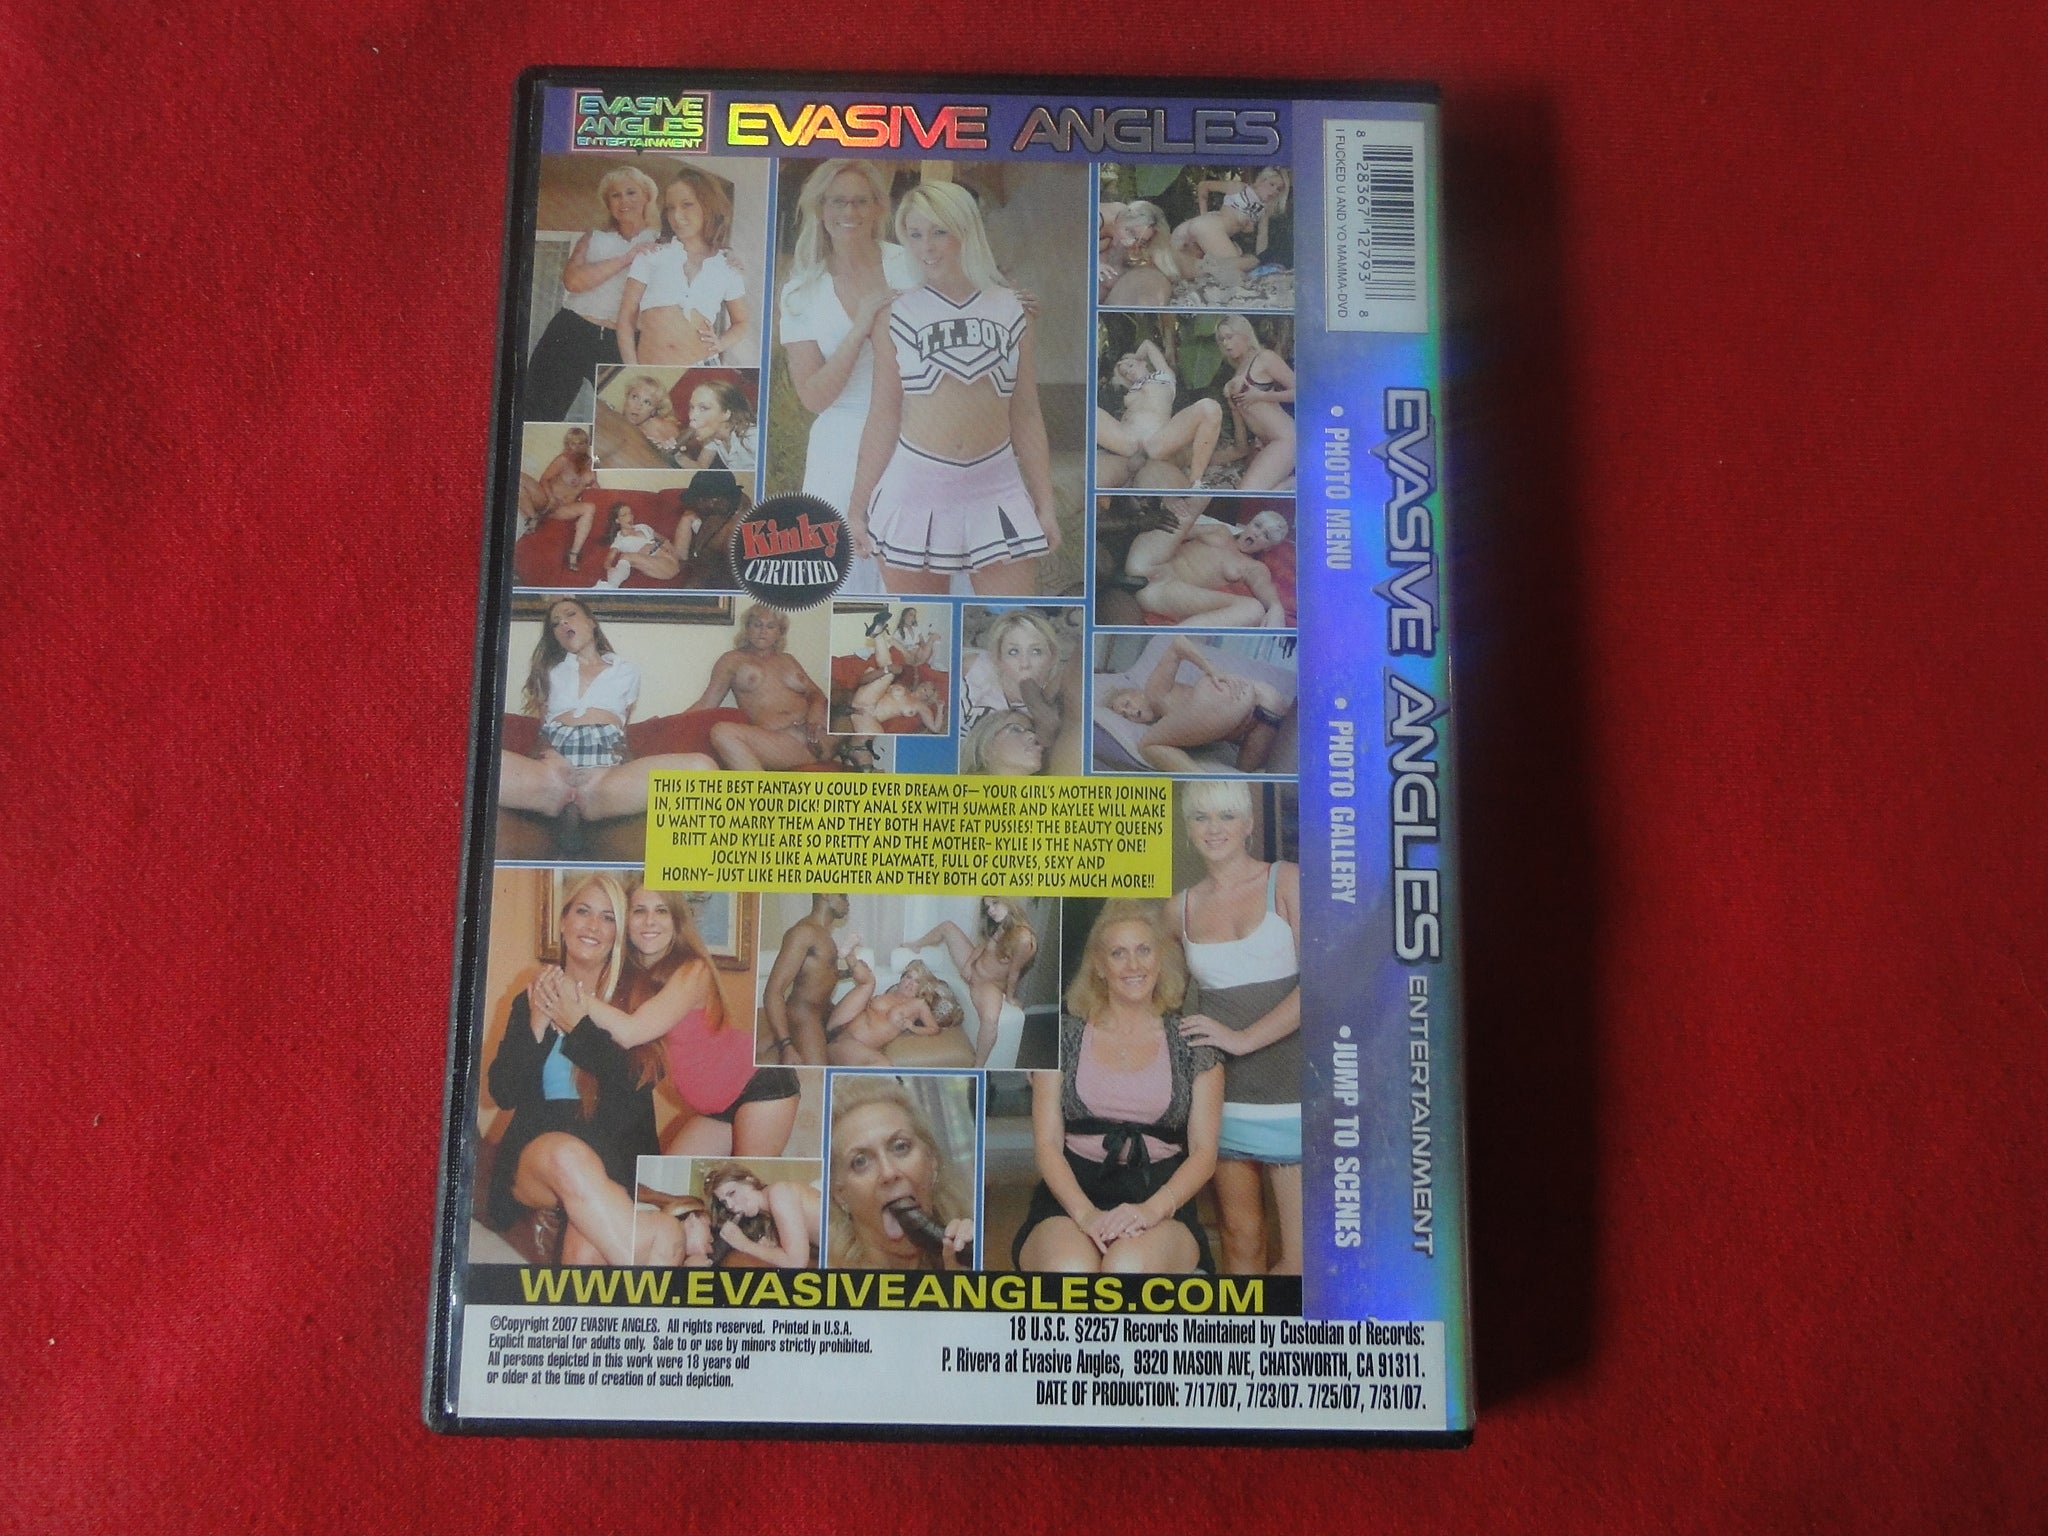 EVASIVE
ANGLES
ENTERTAINMENT
EVASIVE ANGLES
T.T. BOY
Kinky
CERTIFIED
THIS IS THE BEST FANTASY U COULD EVER DREAM OF— YOUR GIRL'S MOTHER JOINING
IN, SITTING ON YOUR DICK! DIRTY ANAL SEX WITH SUMMER AND KAYLEE WILL MAKE
U WANT TO MARRY THEM AND THEY BOTH HAVE FAT PUSSIES! THE BEAUTY QUEENS
BRITT AND KYLIE ARE SO PRETTY AND THE MOTHER– KYLIE IS THE NASTY ONE!
JOCLYN IS LIKE A MATURE PLAYMATE, FULL OF CURVES, SEXY AND
HORNY– JUST LIKE HER DAUGHTER AND THEY BOTH GOT ASS! PLUS MUCH MORE!!
WWW.EVASIVEANGLES.COM
©Copyright 2007 EVASIVE ANGLES. All rights reserved. Printed in U.S.A.
Explicit material for adults only. Sale to or use by minors strictly prohibited.
All persons depicted in this work were 18 years old
or older at the time of creation of such depiction.
18 U.S.C. §2257 Records Maintained by Custodian of Records:
P. Rivera at Evasive Angles, 9320 MASON AVE, CHATSWORTH, CA 91311.
DATE OF PRODUCTION: 7/17/07, 7/23/07. 7/25/07, 7/31/07.
8 28367 12793 8
I FUCKED U AND YO MAMMA-DVD
EVASIVE ANGLES ENTERTAINMENT
• PHOTO MENU • PHOTO GALLERY • JUMP TO SCENES